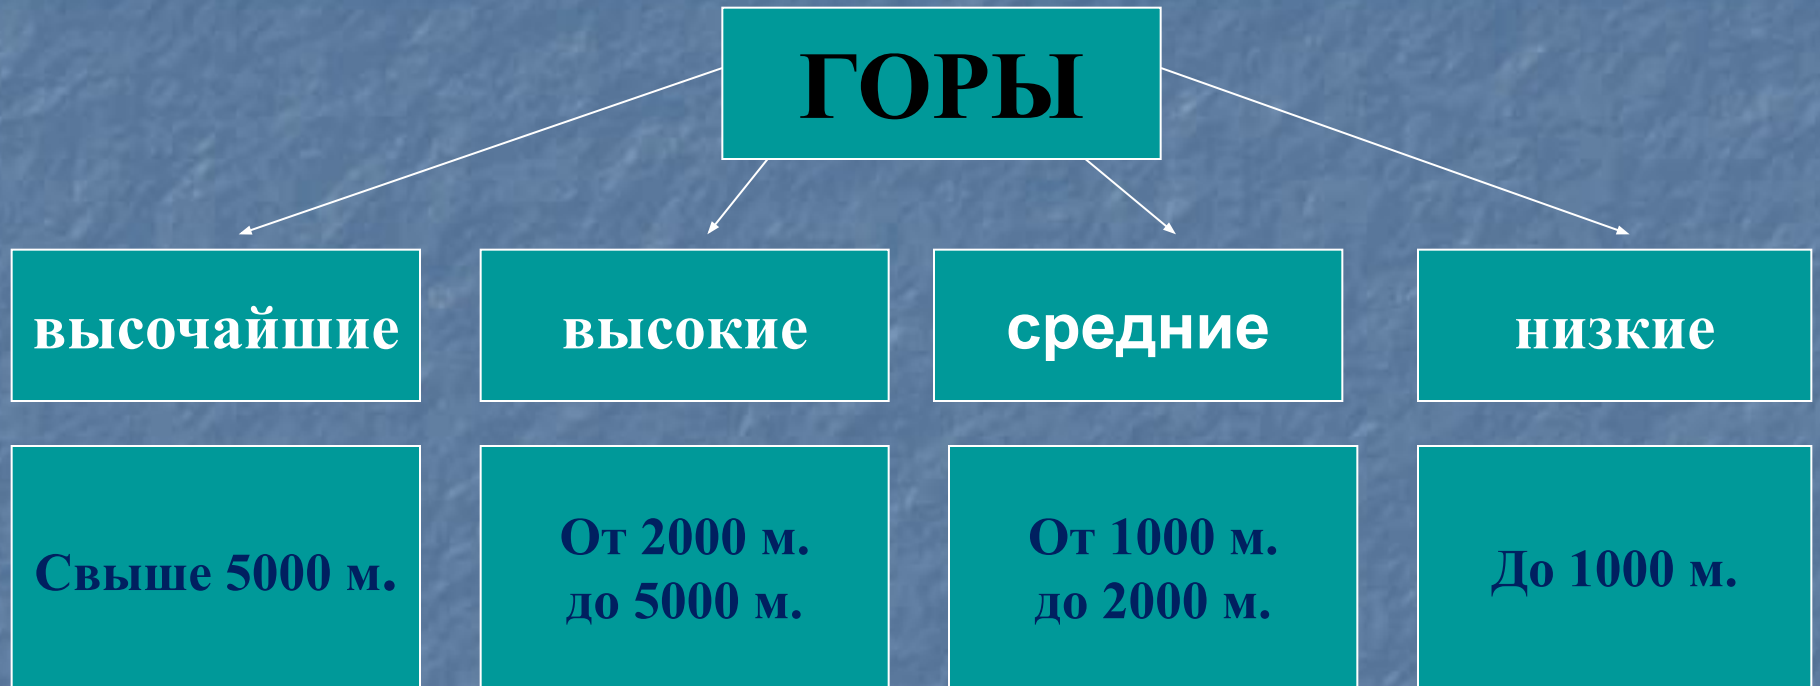 ГОРЫ
высочайшие
высокие
средние
низкие
Свыше 5000 м.
От 2000 м.
до 5000 м.
От 1000 м.
до 2000 м.
До 1000 м.